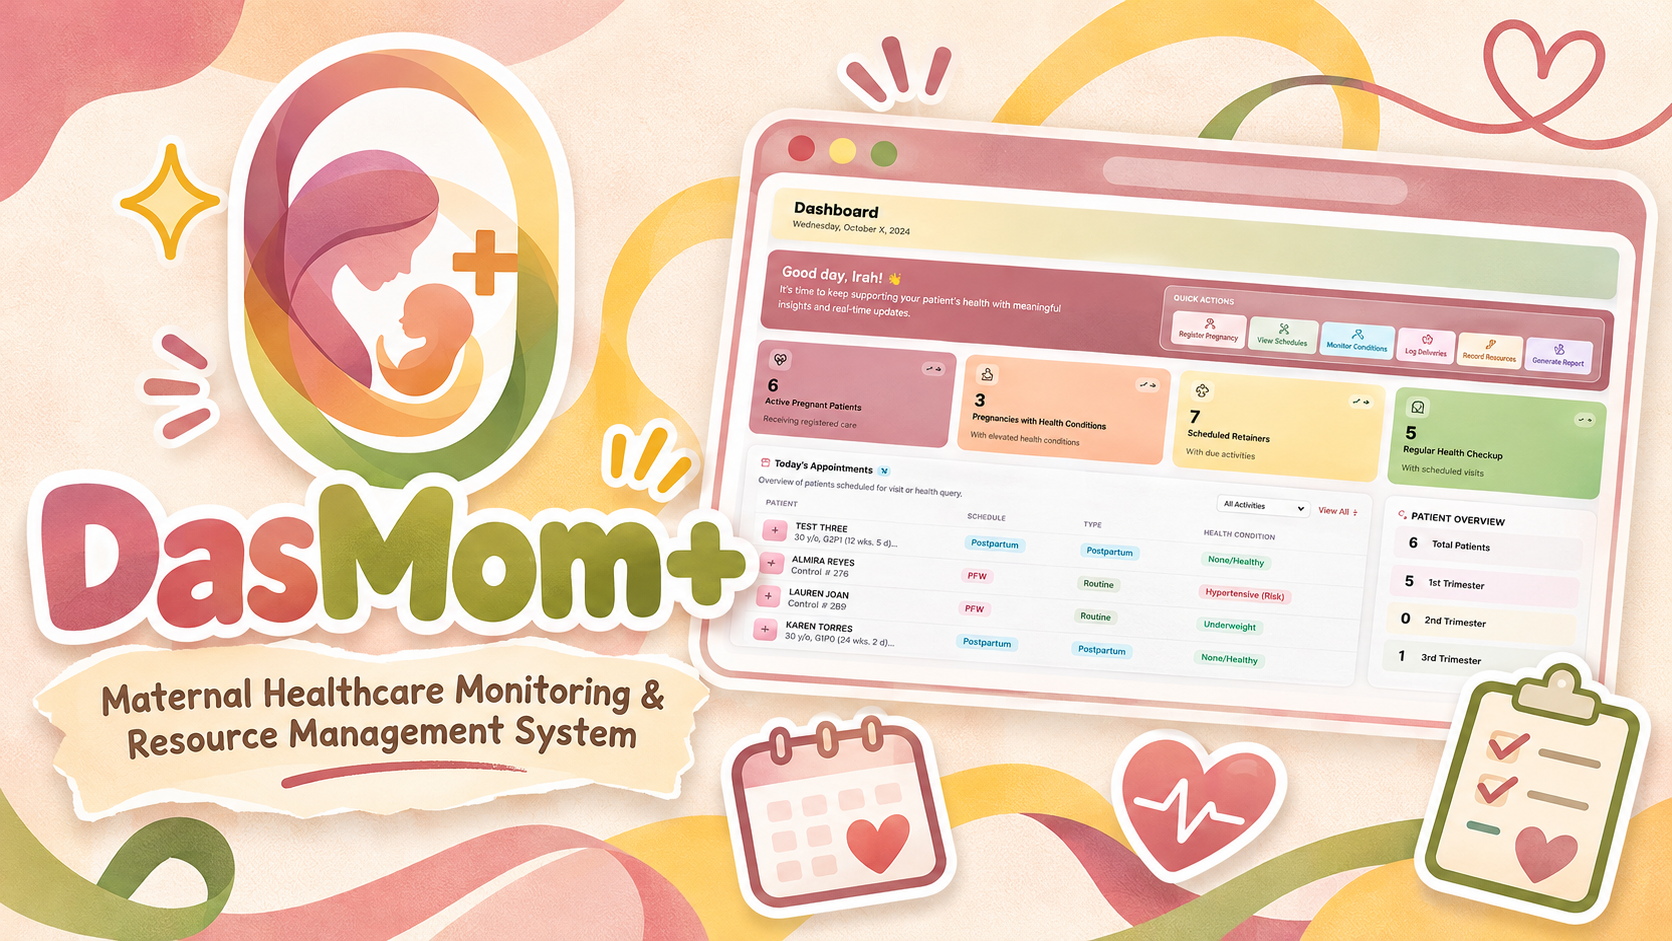 DasMom+
Maternal Healthcare Monitoring &
Resource Management System
Dashboard
Wednesday, October X, 2024
Good day, Irah! 👋
It's time to keep supporting your patient's health with meaningful
insights and real-time updates.
QUICK ACTIONS
Register Pregnancy
View Schedules
Monitor Conditions
Log Deliveries
Record Resources
Generate Report
6
Active Pregnant Patients
Receiving registered care
3
Pregnancies with Health Conditions
With elevated health conditions
7
Scheduled Retainers
With due activities
5
Regular Health Checkup
With scheduled visits
Today's Appointments
Overview of patients scheduled for visit or health query.
All Activities
View All
PATIENT SCHEDULE TYPE HEALTH CONDITION
TEST THREE
30 y/o, G2P1 (12 wks. 5 d)...
Postpartum Postpartum None/Healthy
ALMIRA REYES
Control # 276
PFW Routine Hypertensive (Risk)
LAUREN JOAN
Control # 289
PFW Routine Underweight
KAREN TORRES
30 y/o, G1P0 (24 wks. 2 d)...
Postpartum Postpartum None/Healthy
PATIENT OVERVIEW
6 Total Patients
5 1st Trimester
0 2nd Trimester
1 3rd Trimester